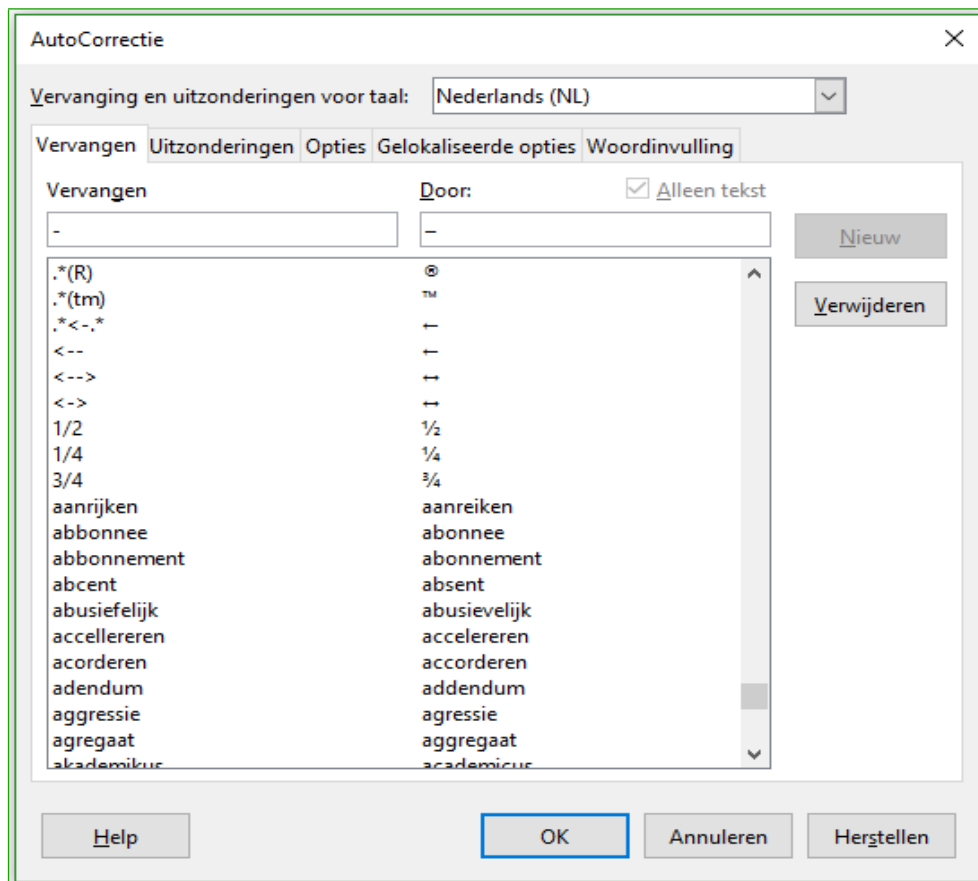 AutoCorrectie
Vervanging en uitzonderingen voor taal: Nederlands (NL)
Vervangen Uitzonderingen Opties Gelokaliseerde opties Woordinvulling
Vervangen Door: Alleen tekst
- – Nieuw
.*(R) ®
.*(tm) ™
Verwijderen
.*<-.* ←
<-- ←
<--> ↔
<-> ↔
1/2 ½
1/4 ¼
3/4 ¾
aanrijken aanreiken
abbonnee abonnee
abbonnement abonnement
abcent absent
abusiefelijk abusievelijk
accellereren accelereren
acorderen accorderen
adendum addendum
aggressie agressie
agregaat aggregaat
akademikus academicus
Help OK Annuleren Herstellen